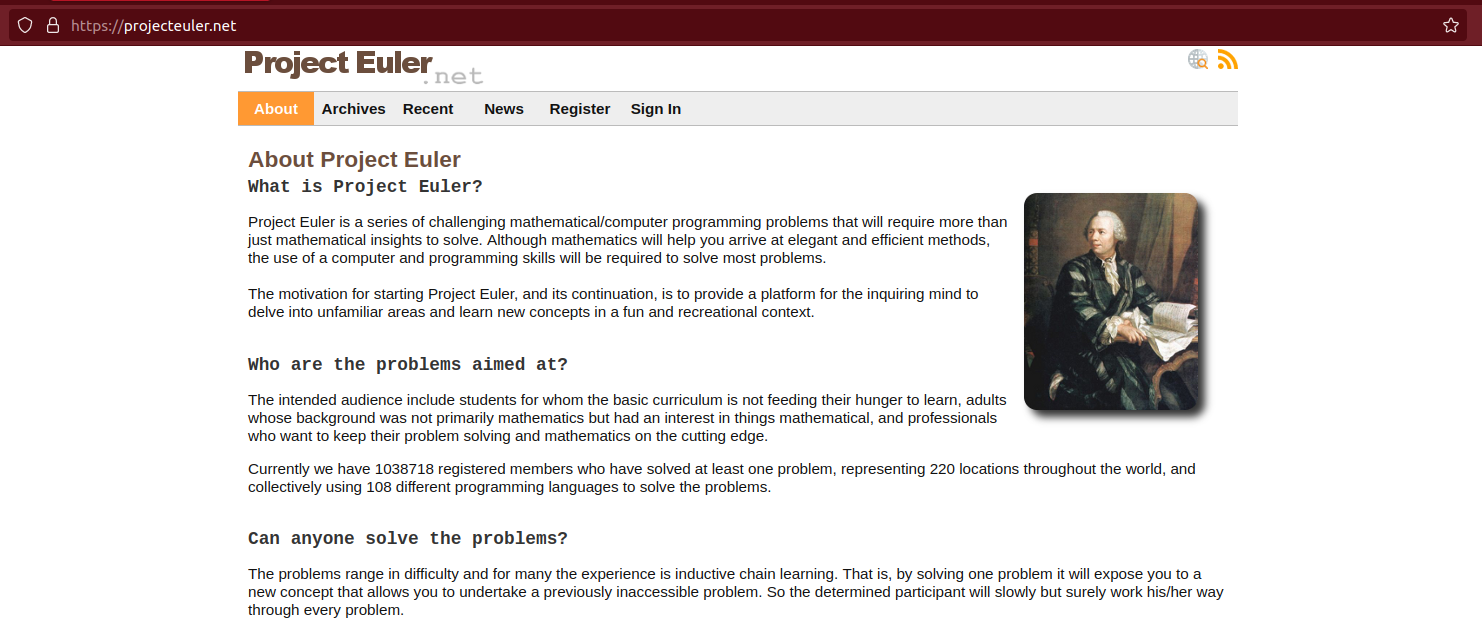 https://projecteuler.net
Project Euler
.net
About Archives Recent News Register Sign In
About Project Euler
What is Project Euler?
Project Euler is a series of challenging mathematical/computer programming problems that will require more than
just mathematical insights to solve. Although mathematics will help you arrive at elegant and efficient methods,
the use of a computer and programming skills will be required to solve most problems.
The motivation for starting Project Euler, and its continuation, is to provide a platform for the inquiring mind to
delve into unfamiliar areas and learn new concepts in a fun and recreational context.
Who are the problems aimed at?
The intended audience include students for whom the basic curriculum is not feeding their hunger to learn, adults
whose background was not primarily mathematics but had an interest in things mathematical, and professionals
who want to keep their problem solving and mathematics on the cutting edge.
Currently we have 1038718 registered members who have solved at least one problem, representing 220 locations throughout the world, and
collectively using 108 different programming languages to solve the problems.
Can anyone solve the problems?
The problems range in difficulty and for many the experience is inductive chain learning. That is, by solving one problem it will expose you to a
new concept that allows you to undertake a previously inaccessible problem. So the determined participant will slowly but surely work his/her way
through every problem.